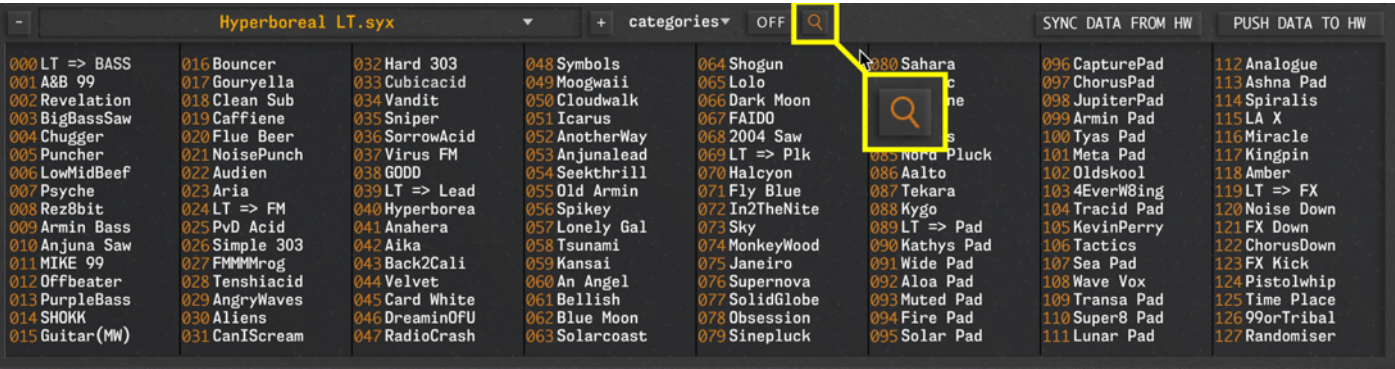 - Hyperboreal LT.syx + categories OFF SYNC DATA FROM HW PUSH DATA TO HW
000 LT => BASS
001 A&B 99
002 Revelation
003 BigBassSaw
004 Chugger
005 Puncher
006 LowMidBeef
007 Psyche
008 Rez8bit
009 Armin Bass
010 Anjuna Saw
011 MIKE 99
012 Offbeater
013 PurpleBass
014 SHOKK
015 Guitar(MW)
016 Bouncer
017 Gouryella
018 Clean Sub
019 Caffiene
020 Flue Beer
021 NoisePunch
022 Audien
023 Aria
024 LT => FM
025 PvD Acid
026 Simple 303
027 FMMMMrog
028 Tenshiacid
029 AngryWaves
030 Aliens
031 CanIScream
032 Hard 303
033 Cubicacid
034 Vandit
035 Sniper
036 SorrowAcid
037 Virus FM
038 GODD
039 LT => Lead
040 Hyperborea
041 Anahera
042 Aika
043 Back2Cali
044 Velvet
045 Card White
046 DreaminOfU
047 RadioCrash
048 Symbols
049 Moogwaii
050 Cloudwalk
051 Icarus
052 AnotherWay
053 Anjunalead
054 Seekthrill
055 Old Armin
056 Spikey
057 Lonely Gal
058 Tsunami
059 Kansai
060 An Angel
061 Bellish
062 Blue Moon
063 Solarcoast
064 Shogun
065 Lolo
066 Dark Moon
067 FAIDO
068 2004 Saw
069 LT => Plk
070 Halcyon
071 Fly Blue
072 In2TheNite
073 Sky
074 MonkeyWood
075 Janeiro
076 Supernova
077 SolidGlobe
078 Obsession
079 Sinepluck
080 Sahara
085 Nord Pluck
086 Aalto
087 Tekara
088 Kygo
089 LT => Pad
090 Kathys Pad
091 Wide Pad
092 Aloa Pad
093 Muted Pad
094 Fire Pad
095 Solar Pad
096 CapturePad
097 ChorusPad
098 JupiterPad
099 Armin Pad
100 Tyas Pad
101 Meta Pad
102 Oldskool
103 4EverW8ing
104 Tracid Pad
105 KevinPerry
106 Tactics
107 Sea Pad
108 Wave Vox
109 Transa Pad
110 Super8 Pad
111 Lunar Pad
112 Analogue
113 Ashna Pad
114 Spiralis
115 LA X
116 Miracle
117 Kingpin
118 Amber
119 LT => FX
120 Noise Down
121 FX Down
122 ChorusDown
123 FX Kick
124 Pistolwhip
125 Time Place
126 99orTribal
127 Randomiser